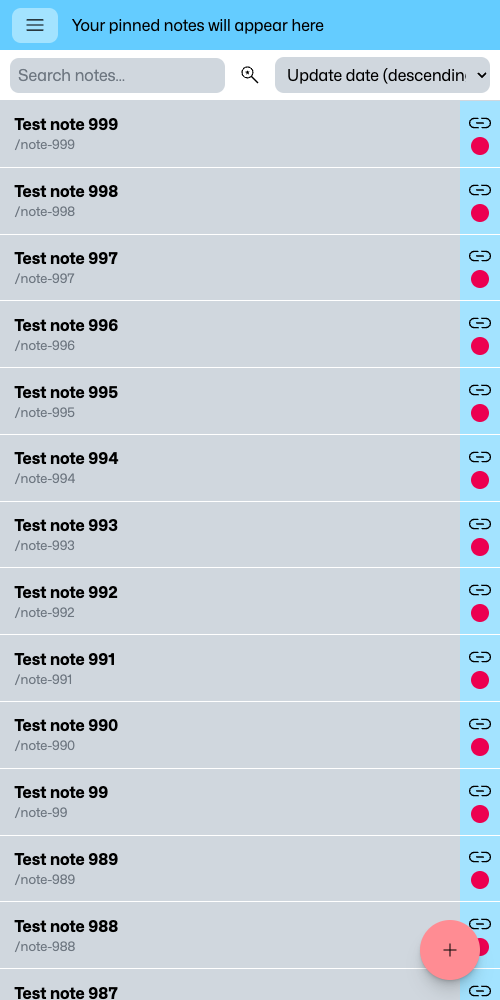 Your pinned notes will appear here
Search notes...
Update date (descendin
Test note 999
/note-999
Test note 998
/note-998
Test note 997
/note-997
Test note 996
/note-996
Test note 995
/note-995
Test note 994
/note-994
Test note 993
/note-993
Test note 992
/note-992
Test note 991
/note-991
Test note 990
/note-990
Test note 99
/note-99
Test note 989
/note-989
Test note 988
/note-988
Test note 987